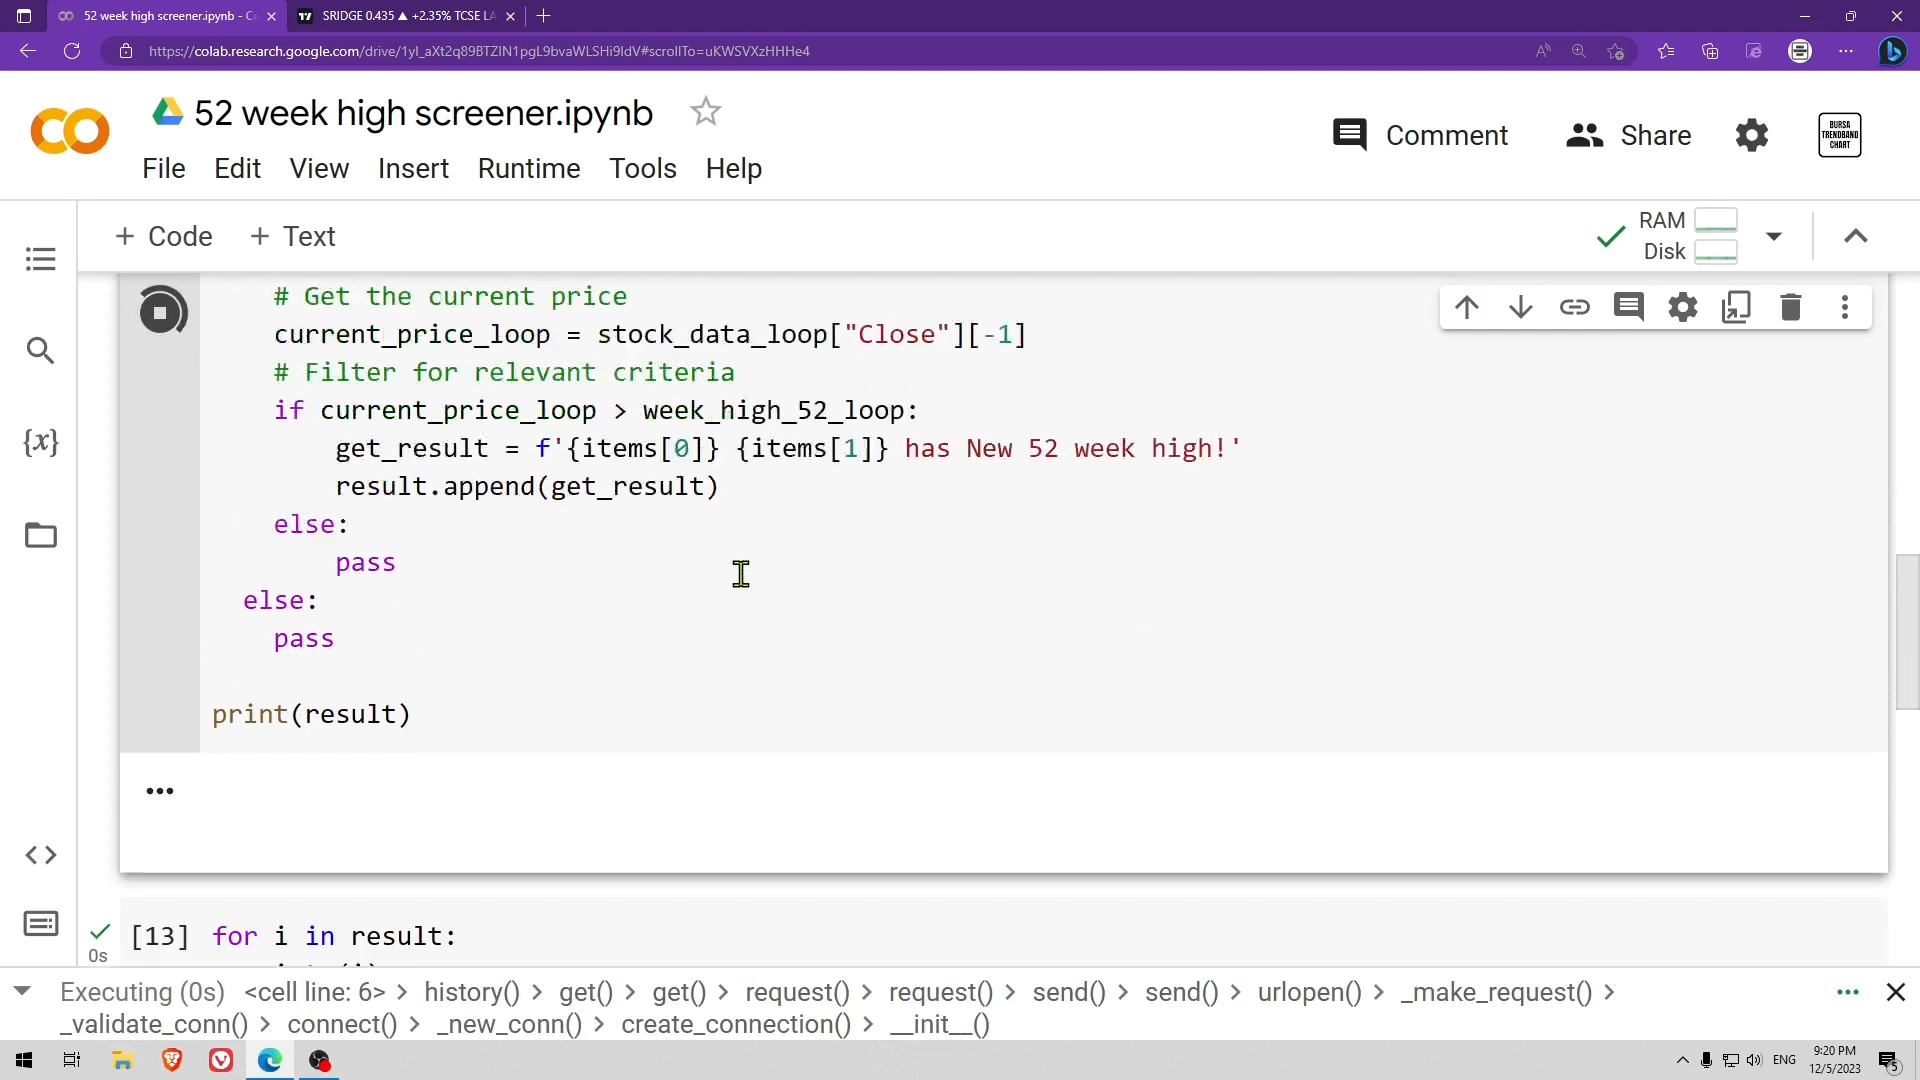 52 week high screener.ipynb - Co
SRIDGE 0.435 ▲ +2.35% TCSE LA
https://colab.research.google.com/drive/1yl_aXt2q89BTZIN1pgL9bvaWLSHi9IdV#scrollTo=uKWSVXzHHHe4
52 week high screener.ipynb
Comment
Share
BURSA
TRENDBAND
CHART
File Edit View Insert Runtime Tools Help
+ Code + Text
RAM
Disk
# Get the current price
current_price_loop = stock_data_loop["Close"][-1]
# Filter for relevant criteria
if current_price_loop > week_high_52_loop:
get_result = f'{items[0]} {items[1]} has New 52 week high!'
result.append(get_result)
else:
pass
else:
pass
print(result)
{x}
[13] for i in result:
0s
Executing (0s) <cell line: 6> > history() > get() > get() > request() > request() > send() > send() > urlopen() > _make_request() >
_validate_conn() > connect() > _new_conn() > create_connection() > __init__()
ENG
9:20 PM
12/5/2023
5